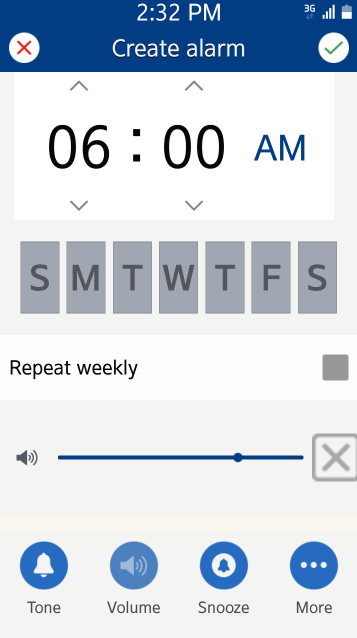 2:32 PM 3G
Create alarm
06 : 00 AM
S M T W T F S
Repeat weekly
Tone Volume Snooze More